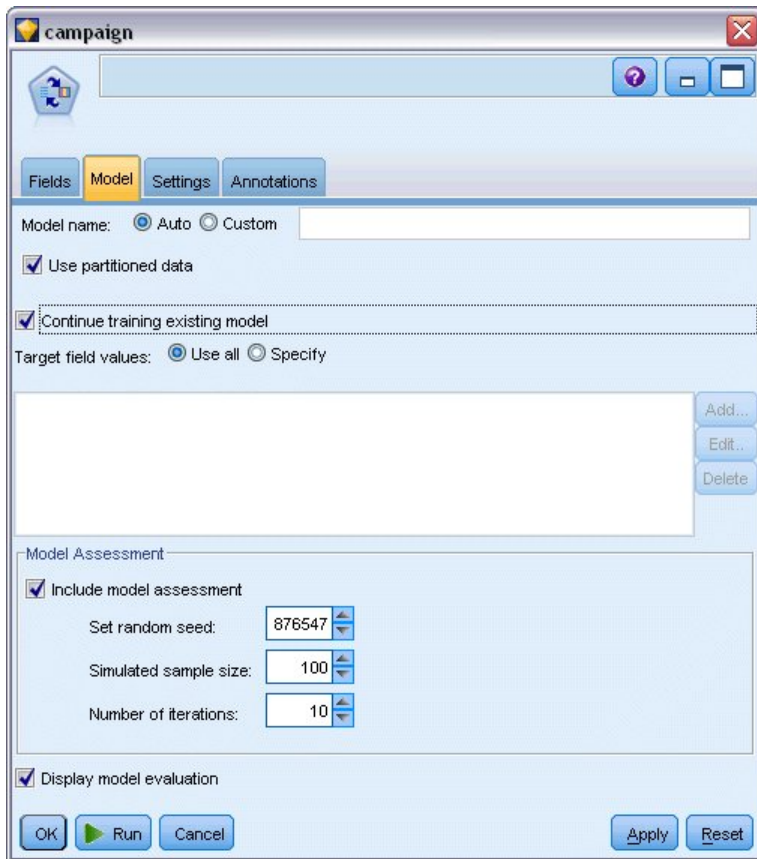 campaign
?
Fields Model Settings Annotations
Model name: Auto Custom
Use partitioned data
Continue training existing model
Target field values: Use all Specify
Add...
Edit..
Delete
Model Assessment
Include model assessment
Set random seed: 876547
Simulated sample size: 100
Number of iterations: 10
Display model evaluation
OK Run Cancel Apply Reset